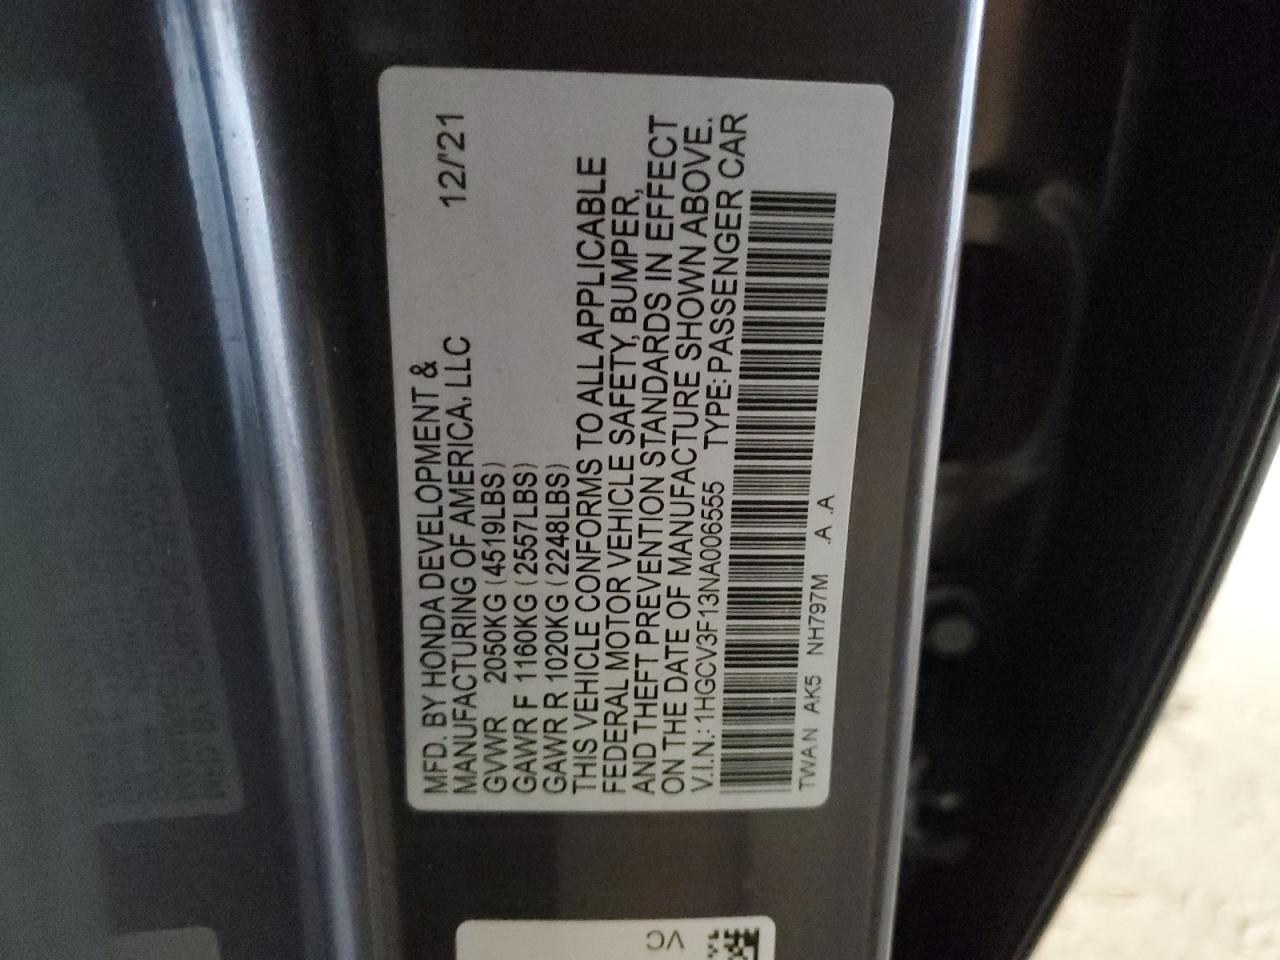 MFD. BY HONDA DEVELOPMENT &
MANUFACTURING OF AMERICA, LLC 12/'21
GVWR 2050KG (4519LBS)
GAWR F 1160KG (2557LBS)
GAWR R 1020KG (2248LBS)
THIS VEHICLE CONFORMS TO ALL APPLICABLE
FEDERAL MOTOR VEHICLE SAFETY, BUMPER,
AND THEFT PREVENTION STANDARDS IN EFFECT
ON THE DATE OF MANUFACTURE SHOWN ABOVE.
V.I.N.: 1HGCV3F13NA006555 TYPE: PASSENGER CAR
TWAN AK5 NH797M .A .A
VC